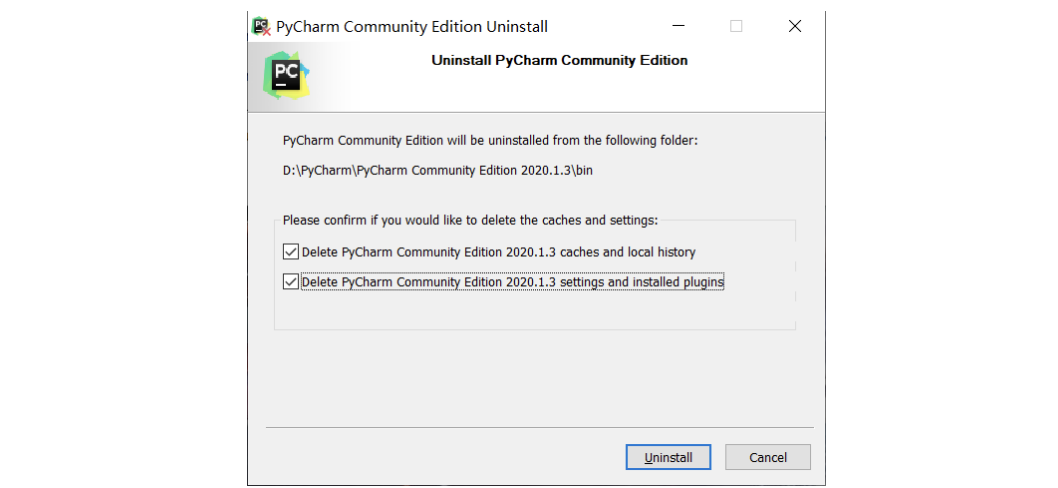 PyCharm Community Edition Uninstall
Uninstall PyCharm Community Edition
PC
PyCharm Community Edition will be uninstalled from the following folder:
D:\PyCharm\PyCharm Community Edition 2020.1.3\bin
Please confirm if you would like to delete the caches and settings:
Delete PyCharm Community Edition 2020.1.3 caches and local history
Delete PyCharm Community Edition 2020.1.3 settings and installed plugins
Uninstall
Cancel